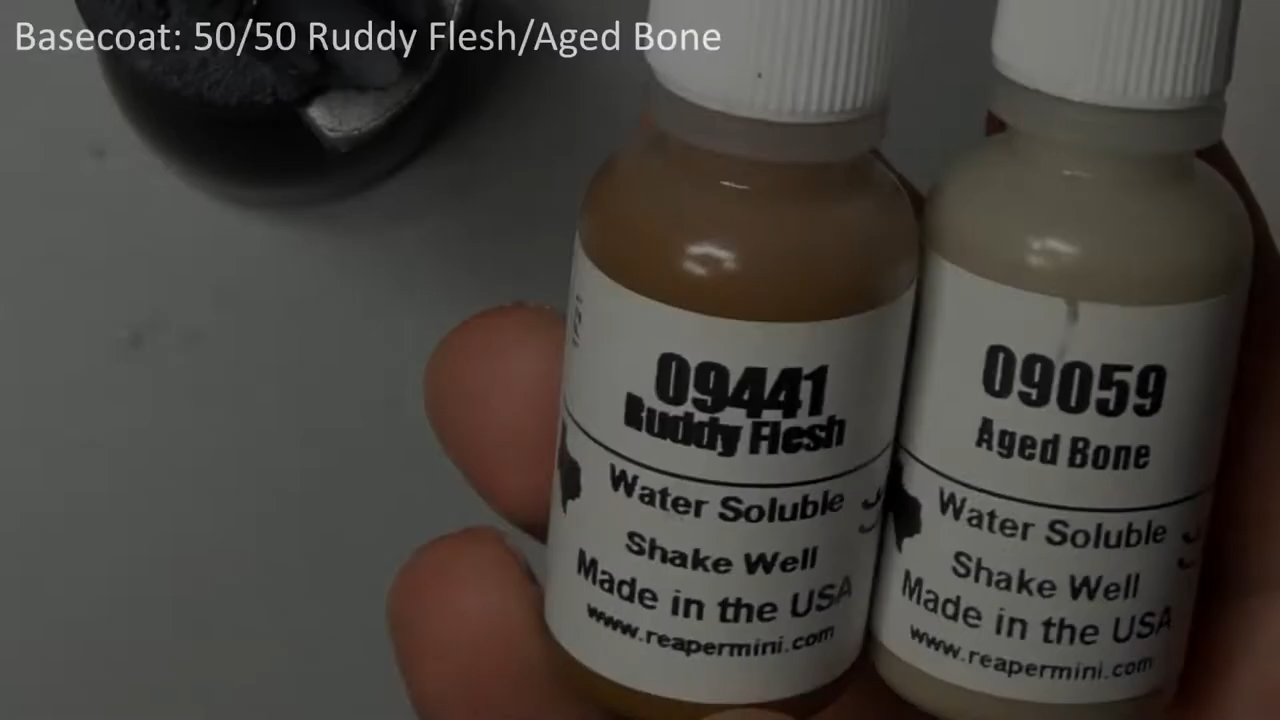 Basecoat: 50/50 Ruddy Flesh/Aged Bone
09441
Ruddy Flesh
Water Soluble
Shake Well
Made in the USA
www.reapermini.com
09059
Aged Bone
Water Soluble
Shake Well
Made in the USA
www.reapermini.com